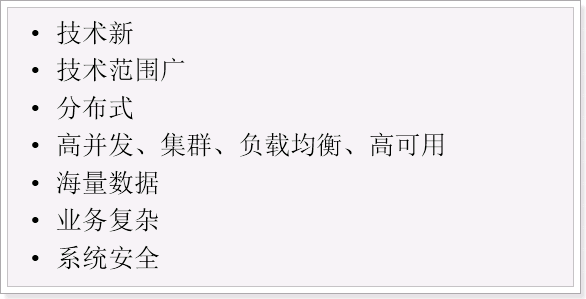 • 技术新
• 技术范围广
• 分布式
• 高并发、集群、负载均衡、高可用
• 海量数据
• 业务复杂
• 系统安全